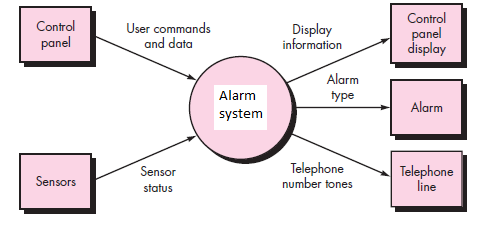 Control
panel
User commands
and data
Display
information
Control
panel
display
Alarm
system
Alarm
type
Alarm
Sensors
Sensor
status
Telephone
number tones
Telephone
line